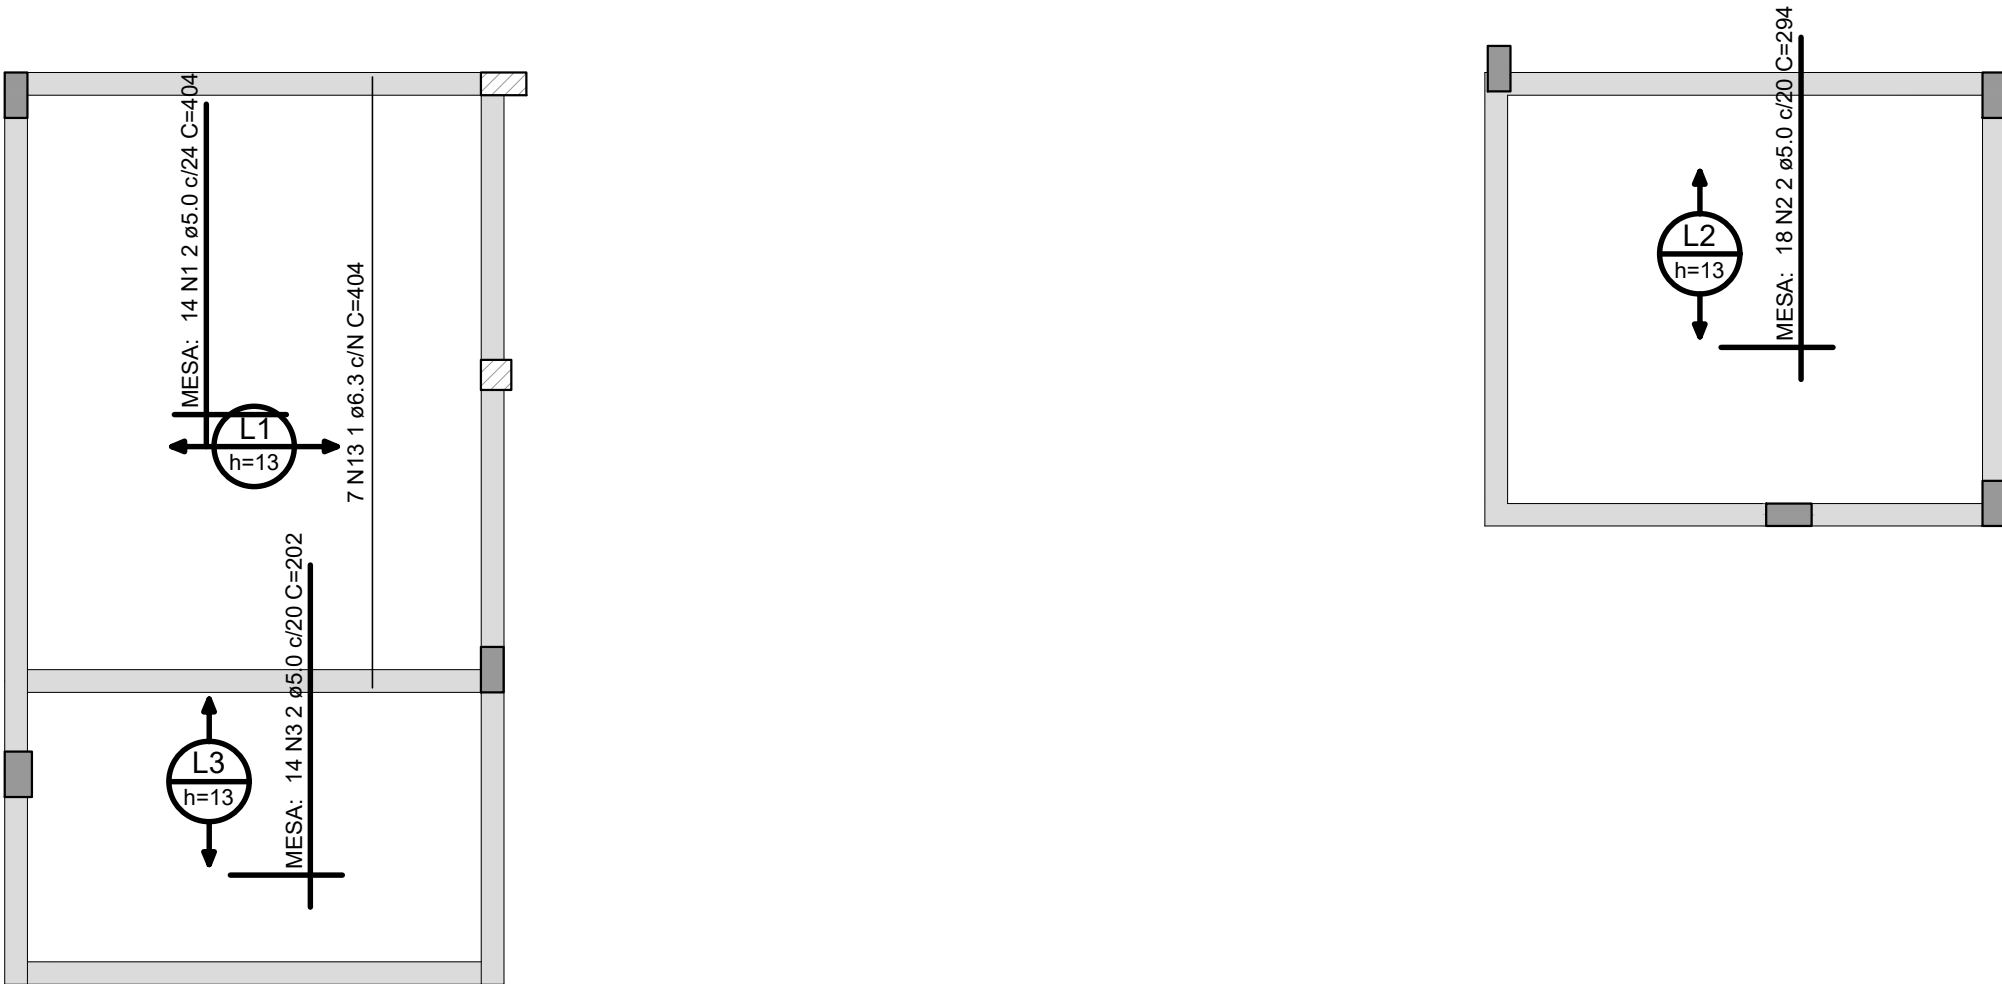 MESA: 14 N1 2 ø5.0 c/24 C=404
7 N13 1 ø6.3 c/N C=404
L1
h=13
MESA: 14 N3 2 ø5.0 c/20 C=202
L3
h=13
MESA: 18 N2 2 ø5.0 c/20 C=294
L2
h=13